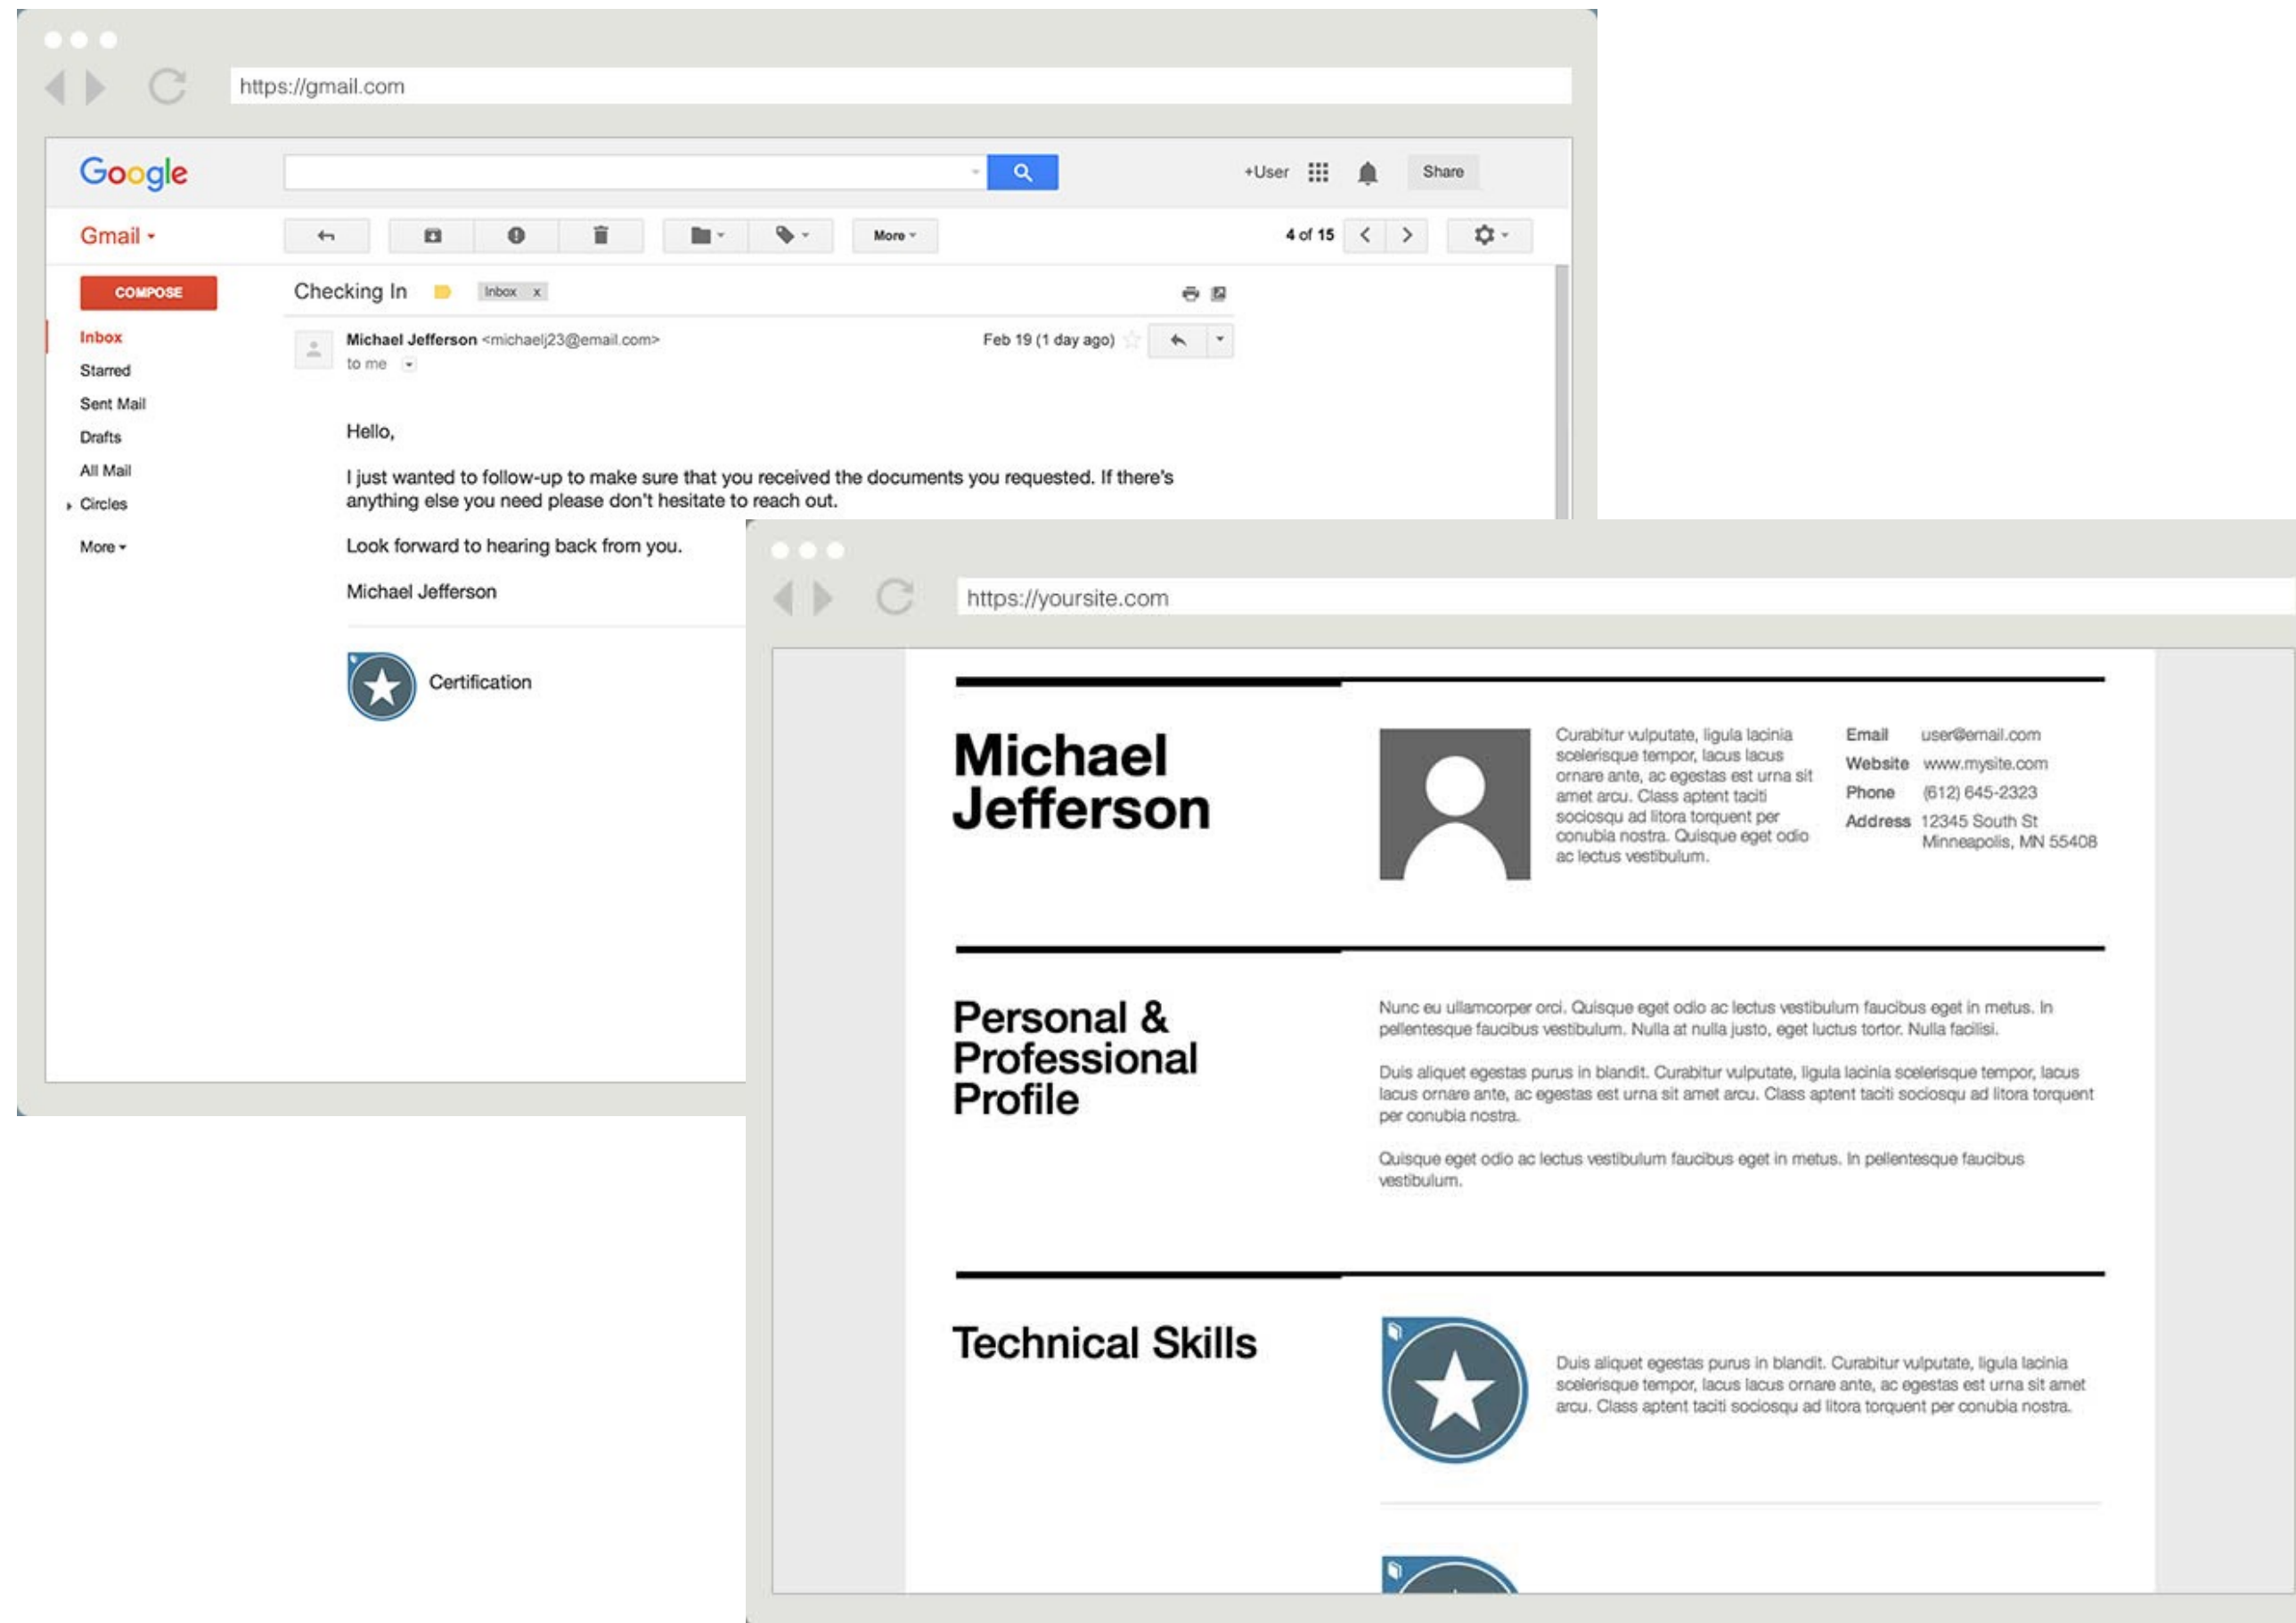 https://gmail.com
Google
+User
Share
Gmail
More
4 of 15
COMPOSE
Checking In
Inbox x
Inbox
Starred
Sent Mail
Drafts
All Mail
Circles
More
Michael Jefferson <michaelj23@email.com>
Feb 19 (1 day ago)
to me
Hello,
I just wanted to follow-up to make sure that you received the documents you requested. If there's
anything else you need please don't hesitate to reach out.
Look forward to hearing back from you.
Michael Jefferson
Certification
https://yoursite.com
Michael
Jefferson
Curabitur vulputate, ligula lacinia
scelerisque tempor, lacus lacus
ornare ante, ac egestas est urna sit
amet arcu. Class aptent taciti
sociosqu ad litora torquent per
conubia nostra. Quisque eget odio
ac lectus vestibulum.
Email user@email.com
Website www.mysite.com
Phone (612) 645-2323
Address 12345 South St
Minneapolis, MN 55408
Personal &
Professional
Profile
Nunc eu ullamcorper orci. Quisque eget odio ac lectus vestibulum faucibus eget in metus. In
pellentesque faucibus vestibulum. Nulla at nulla justo, eget luctus tortor. Nulla facilisi.
Duis aliquet egestas purus in blandit. Curabitur vulputate, ligula lacinia scelerisque tempor, lacus
lacus ornare ante, ac egestas est urna sit amet arcu. Class aptent taciti sociosqu ad litora torquent
per conubia nostra.
Quisque eget odio ac lectus vestibulum faucibus eget in metus. In pellentesque faucibus
vestibulum.
Technical Skills
Duis aliquet egestas purus in blandit. Curabitur vulputate, ligula lacinia
scelerisque tempor, lacus lacus ornare ante, ac egestas est urna sit amet
arcu. Class aptent taciti sociosqu ad litora torquent per conubia nostra.